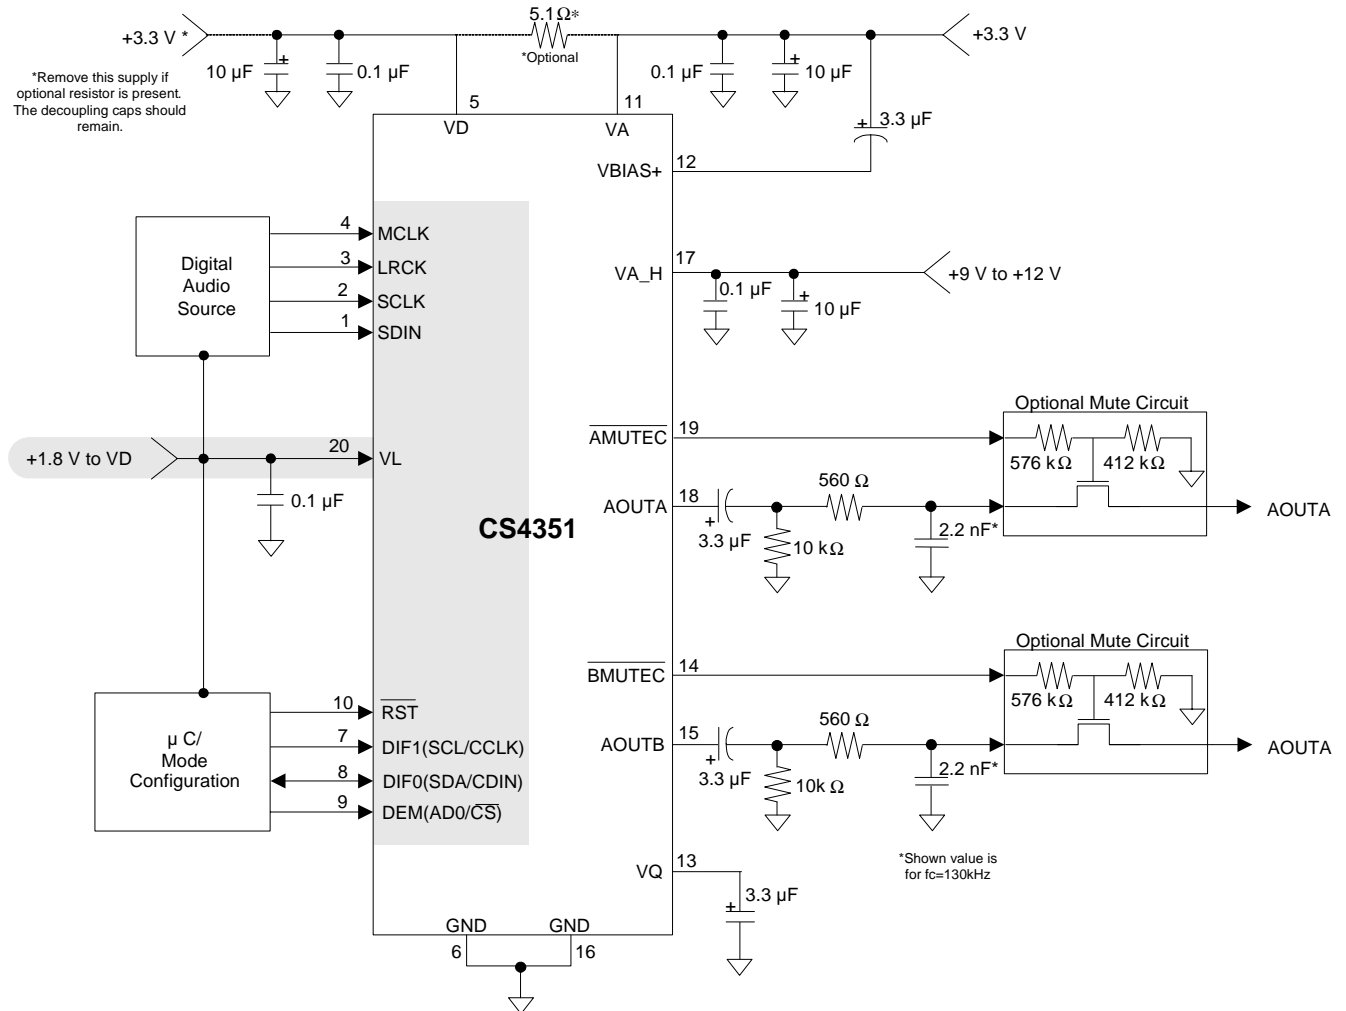 5.1Ω*
+3.3 V *
+3.3 V
*Optional
10 µF
+
0.1 µF
0.1 µF
+
10 µF
*Remove this supply if
optional resistor is present.
The decoupling caps should
remain.
5
11
VD
VA
+
3.3 µF
VBIAS+
12
4
MCLK
Digital
Audio
Source
3
LRCK
2
SCLK
1
SDIN
VA_H
17
+9 V to +12 V
0.1 µF
+
10 µF
Optional Mute Circuit
AMUTEC
19
576 kΩ
412 kΩ
+1.8 V to VD
20
VL
0.1 µF
560 Ω
AOUTA
18
AOUTA
+
3.3 µF
10 kΩ
2.2 nF*
CS4351
Optional Mute Circuit
BMUTEC
14
576 kΩ
412 kΩ
10
RST
µ C/
Mode
Configuration
7
DIF1(SCL/CCLK)
8
DIF0(SDA/CDIN)
9
DEM(AD0/CS)
560 Ω
AOUTB
15
AOUTA
+
3.3 µF
10k Ω
2.2 nF*
*Shown value is
for fc=130kHz
VQ
13
+
3.3 µF
GND
GND
6
16